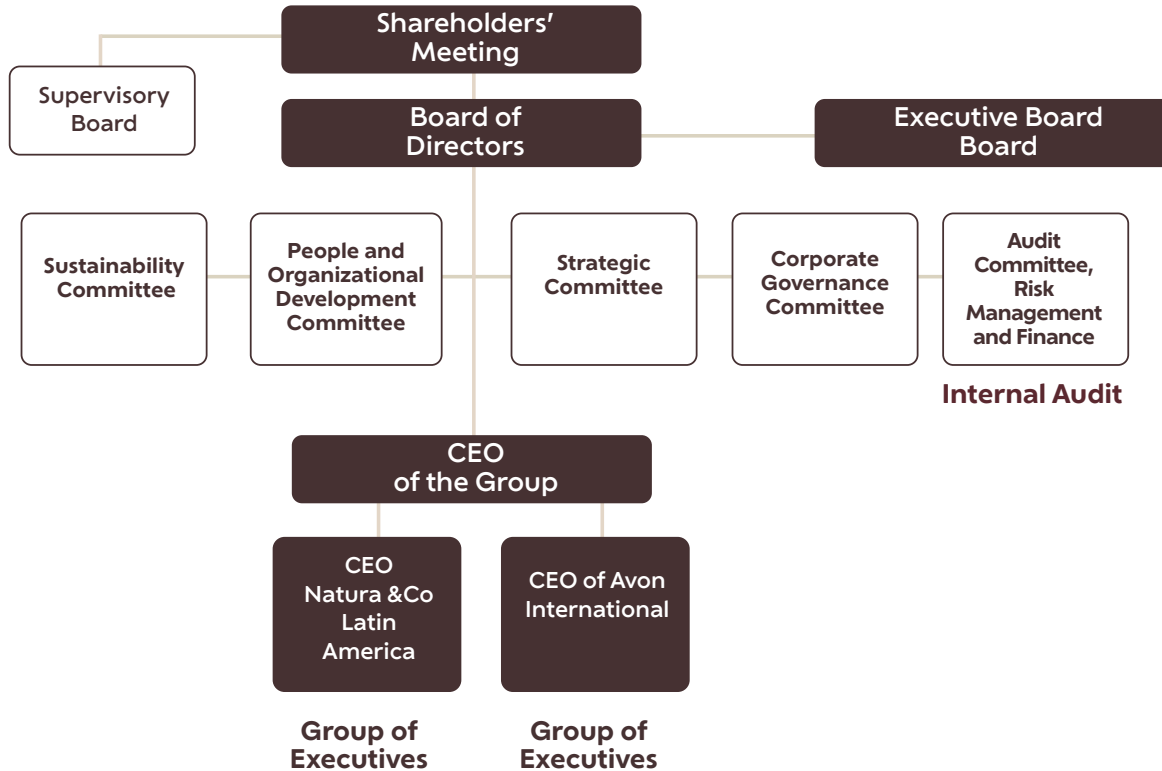 Shareholders’
Meeting
Supervisory
Board
Board of
Directors
Executive Board
Board
Sustainability
Committee
People and
Organizational
Development
Committee
Strategic
Committee
Corporate
Governance
Committee
Audit
Committee,
Risk
Management
and Finance
Internal Audit
CEO
of the Group
CEO
Natura &Co
Latin
America
CEO of Avon
International
Group of
Executives
Group of
Executives